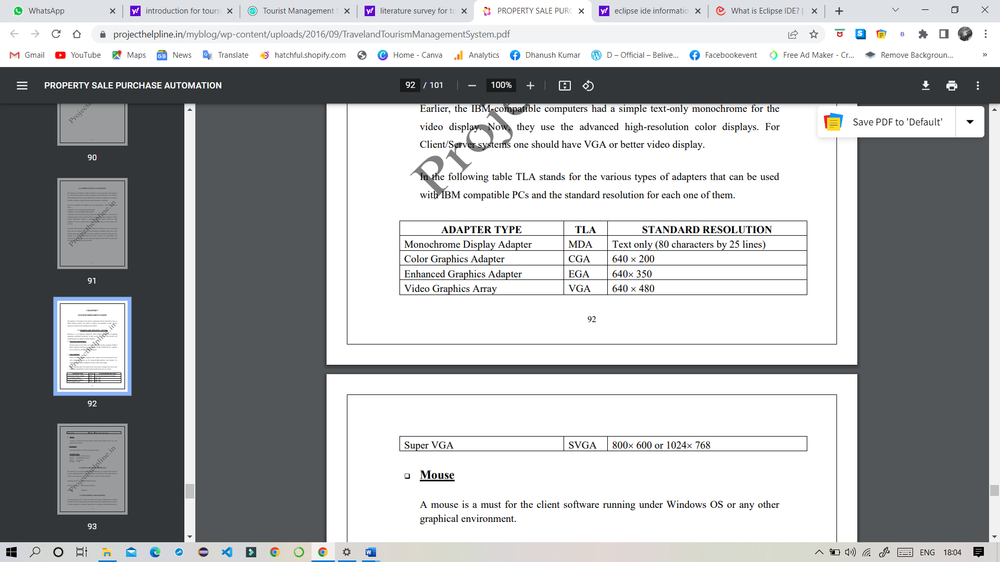 WhatsApp
introduction for tours
Tourist Management S
literature survey for to
PROPERTY SALE PURC
eclipse ide informatio
What is Eclipse IDE? |
projecthelpline.in/myblog/wp-content/uploads/2016/09/TravelandTourismManagementSystem.pdf
Gmail
YouTube
Maps
News
Translate
hatchful.shopify.com
Home - Canva
Analytics
Dhanush Kumar
D – Official – Belive...
Facebookevent
Free Ad Maker - Cr...
Remove Backgroun...
»
PROPERTY SALE PURCHASE AUTOMATION
92 / 101
100%
Save PDF to 'Default'
90
91
92
93
Projecthelpline.in
Projecthelpline.in
Projecthelpline.in
CHAPTER 7
SYSTEM IMPLEMENTATION
Earlier, the IBM-compatible computers had a simple text-only monochrome for the
video display. Now, they use the advanced high-resolution color displays. For
Client/Server systems one should have VGA or better video display.
In the following table TLA stands for the various types of adapters that can be used
with IBM compatible PCs and the standard resolution for each one of them.
ADAPTER TYPE TLA STANDARD RESOLUTION
Monochrome Display Adapter MDA Text only (80 characters by 25 lines)
Color Graphics Adapter CGA 640 × 200
Enhanced Graphics Adapter EGA 640× 350
Video Graphics Array VGA 640 × 480
92
Super VGA SVGA 800× 600 or 1024× 768
Mouse
A mouse is a must for the client software running under Windows OS or any other
graphical environment.
ENG
18:04